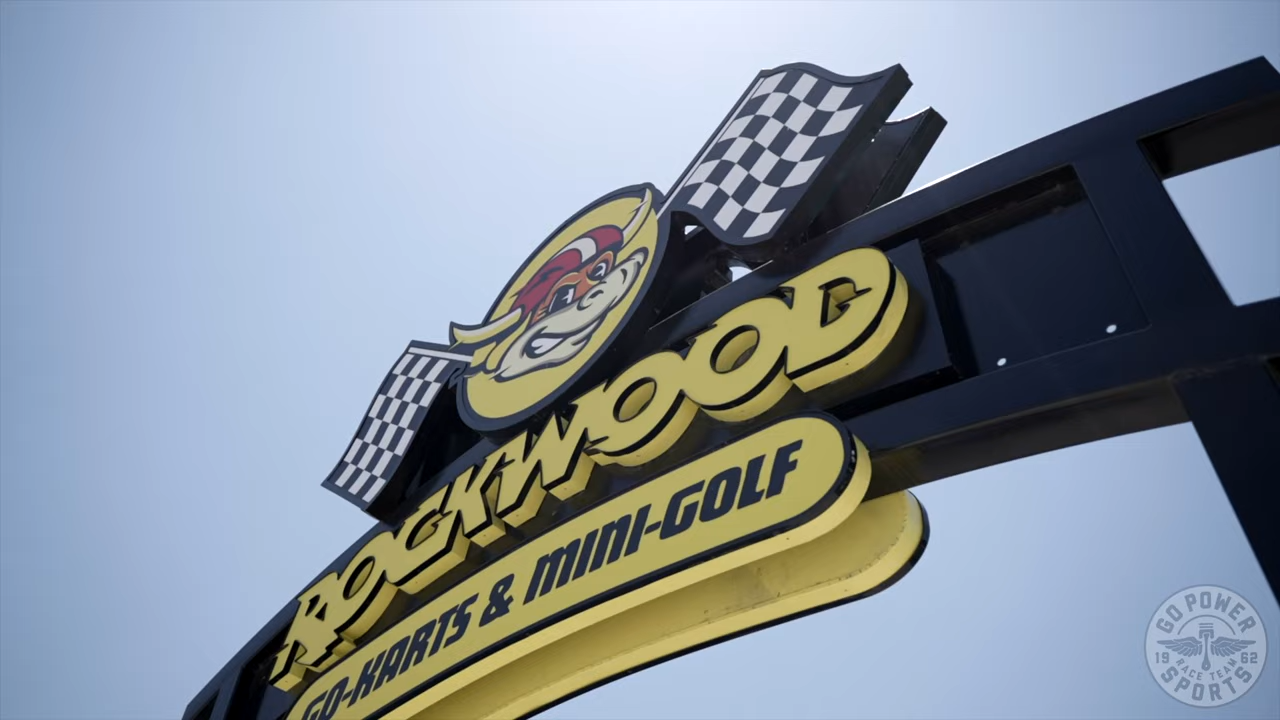 ROCKWOOD
GO-KARTS & MINI-GOLF
GO POWER
19 62
RACE TEAM
SPORTS